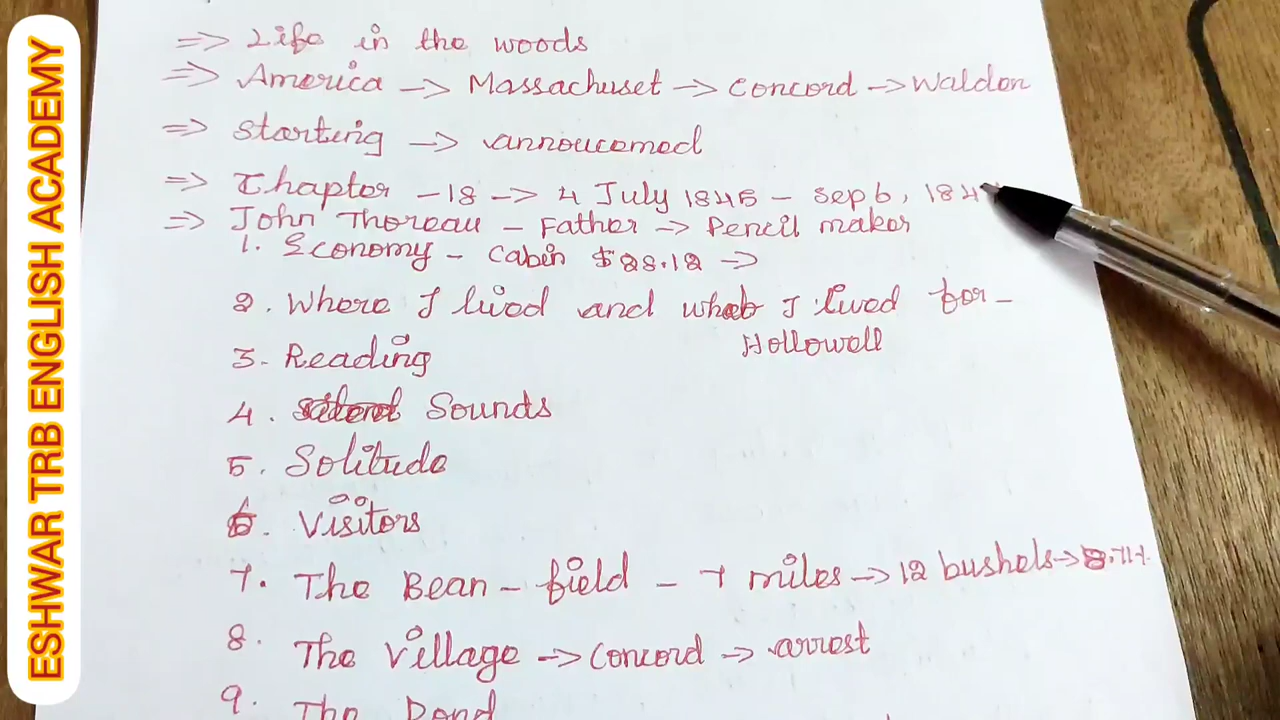 ESHWAR TRB ENGLISH ACADEMY
=> Life in the woods
=> America -> Massachuset -> Concord -> Waldon
=> Starting -> annoucemed
=> Chapter - 18 -> 4 July 1845 - Sep 6, 184
=> John Thoreau - Father -> Pencil maker
1. Economy - Cabin $28.12 ->
2. Where I lived and what I lived for -
Hollowell
3. Reading
4. Sounds
5. Solitude
6. Visitors
7. The Bean - field - 7 miles -> 12 bushels ->
8. The Village -> Concord -> arrest
9. The Pond